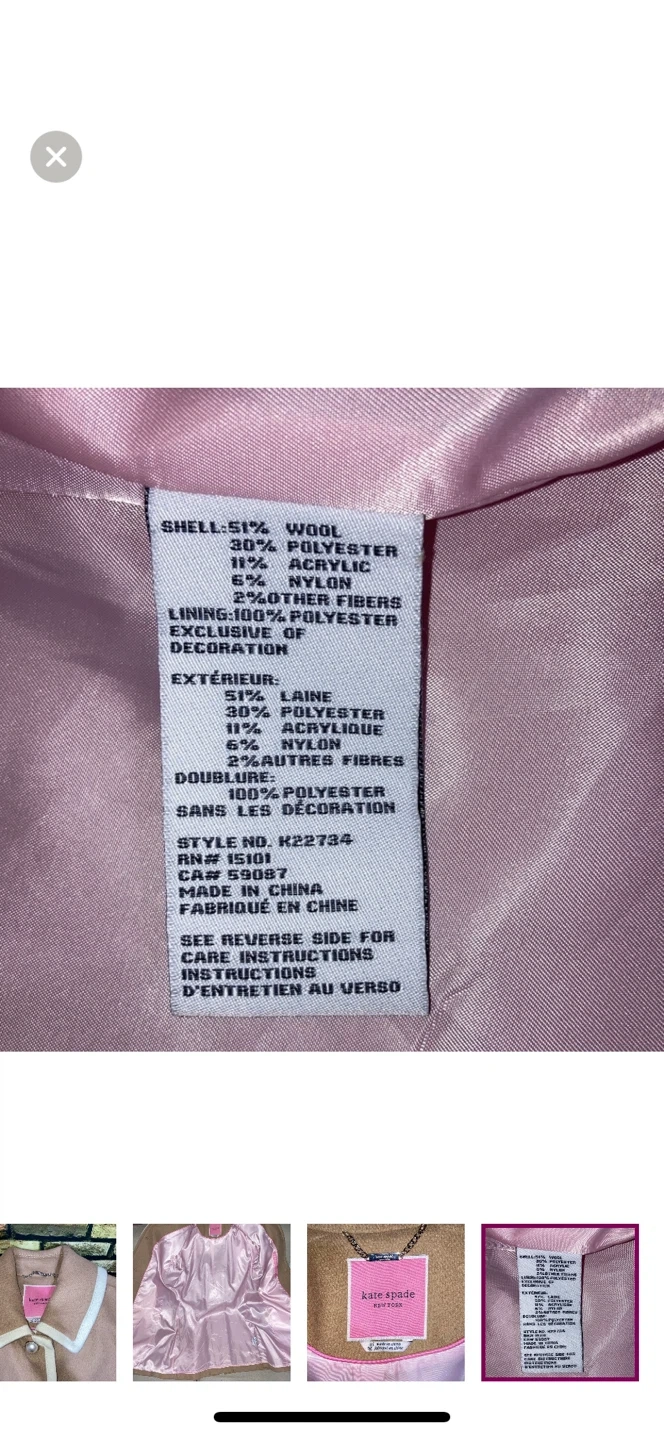 SHELL:51% WOOL
30% POLYESTER
11% ACRYLIC
6% NYLON
2%OTHER FIBERS
LINING:100% POLYESTER
EXCLUSIVE OF
DECORATION
EXTÉRIEUR:
51% LAINE
30% POLYESTER
11% ACRYLIQUE
6% NYLON
2%AUTRES FIBRES
DOUBLURE:
100% POLYESTER
SANS LES DÉCORATION
STYLE NO. K22734
RN# 15101
CA# 59087
MADE IN CHINA
FABRIQUÉ EN CHINE
SEE REVERSE SIDE FOR
CARE INSTRUCTIONS
INSTRUCTIONS
D'ENTRETIEN AU VERSO
kate spade
NEW YORK